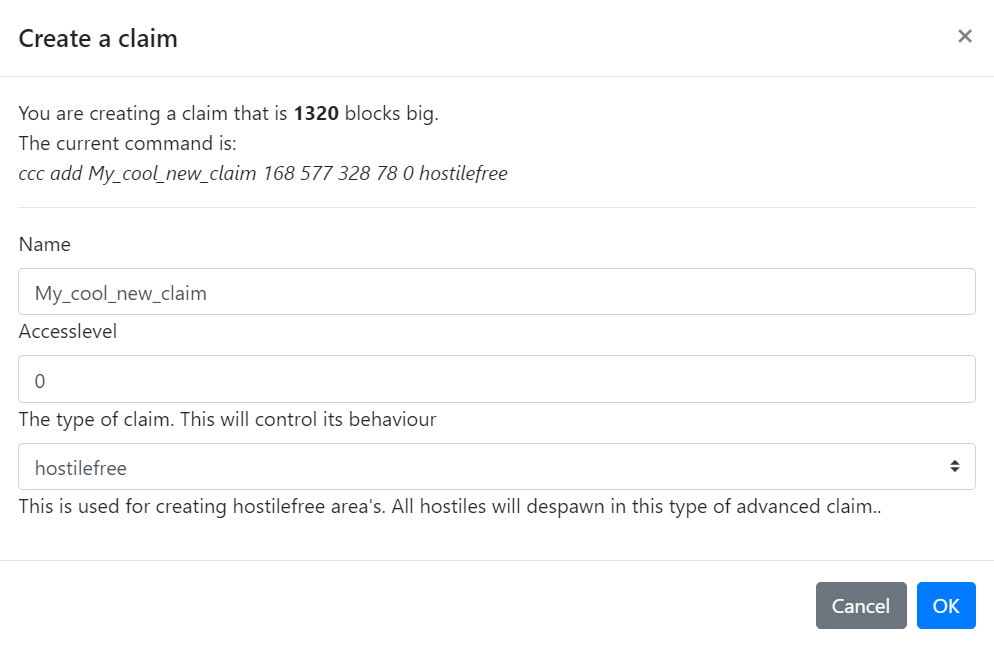 Create a claim
×
You are creating a claim that is 1320 blocks big.
The current command is:
ccc add My_cool_new_claim 168 577 328 78 0 hostilefree
Name
My_cool_new_claim
Accesslevel
0
The type of claim. This will control its behaviour
hostilefree
This is used for creating hostilefree area's. All hostiles will despawn in this type of advanced claim..
Cancel
OK